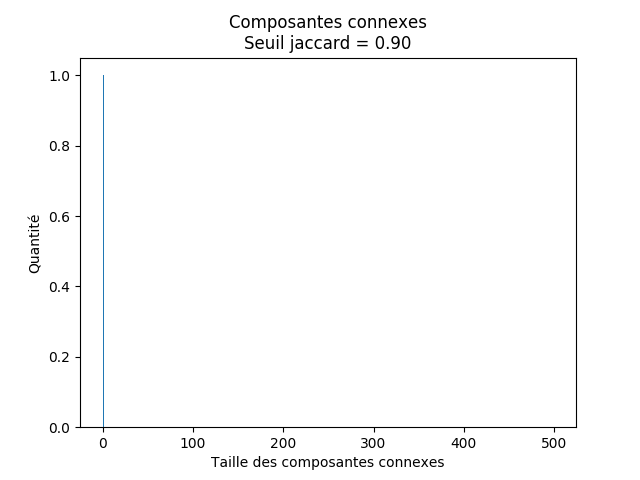 Composantes connexes
Seuil jaccard = 0.90
1.0
0.8
0.6
0.4
0.2
0.0
Quantité
0 100 200 300 400 500
Taille des composantes connexes